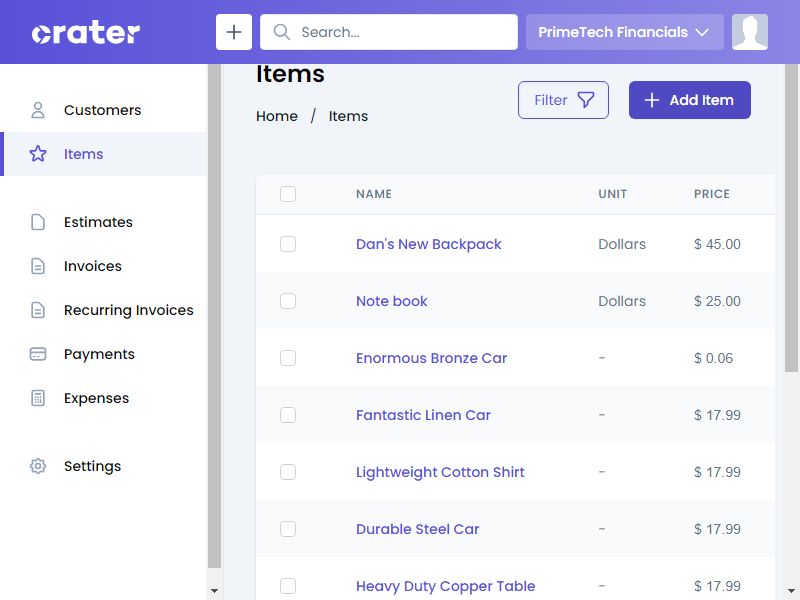 crater
Search...
PrimeTech Financials
Customers
Items
Estimates
Invoices
Recurring Invoices
Payments
Expenses
Settings
Items
Home / Items
Filter
Add Item
NAME UNIT PRICE
Dan's New Backpack Dollars $ 45.00
Note book Dollars $ 25.00
Enormous Bronze Car - $ 0.06
Fantastic Linen Car - $ 17.99
Lightweight Cotton Shirt - $ 17.99
Durable Steel Car - $ 17.99
Heavy Duty Copper Table - $ 17.99